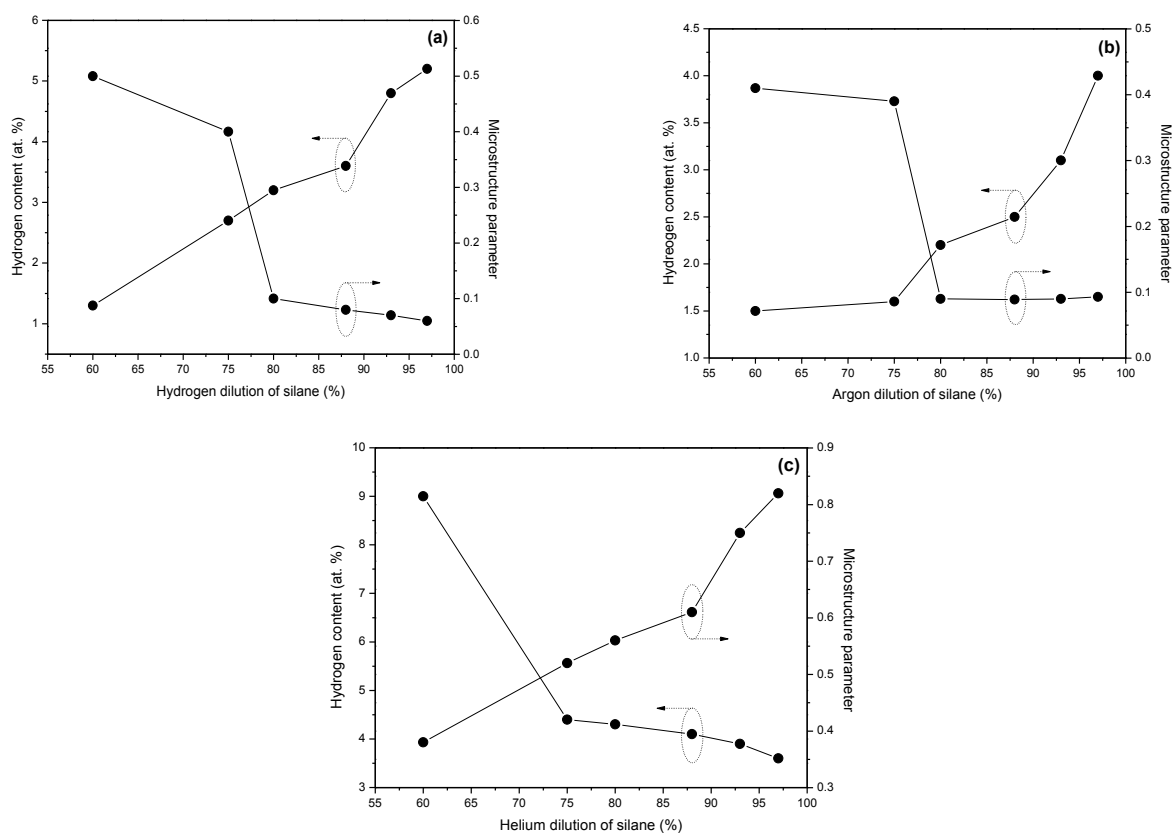 (a)
6
5
4
3
2
1
Hydrogen content (at. %)
0.6
0.5
0.4
0.3
0.2
0.1
0.0
Microstructure parameter
55 60 65 70 75 80 85 90 95 100
Hydrogen dilution of silane (%)
(b)
4.5
4.0
3.5
3.0
2.5
2.0
1.5
1.0
Hydreogen content (at. %)
0.5
0.4
0.3
0.2
0.1
0.0
Microstructure parameter
55 60 65 70 75 80 85 90 95 100
Argon dilution of silane (%)
(c)
10
9
8
7
6
5
4
3
Hydrogen content (at. %)
0.9
0.8
0.7
0.6
0.5
0.4
0.3
Microstructure parameter
55 60 65 70 75 80 85 90 95 100
Helium dilution of silane (%)